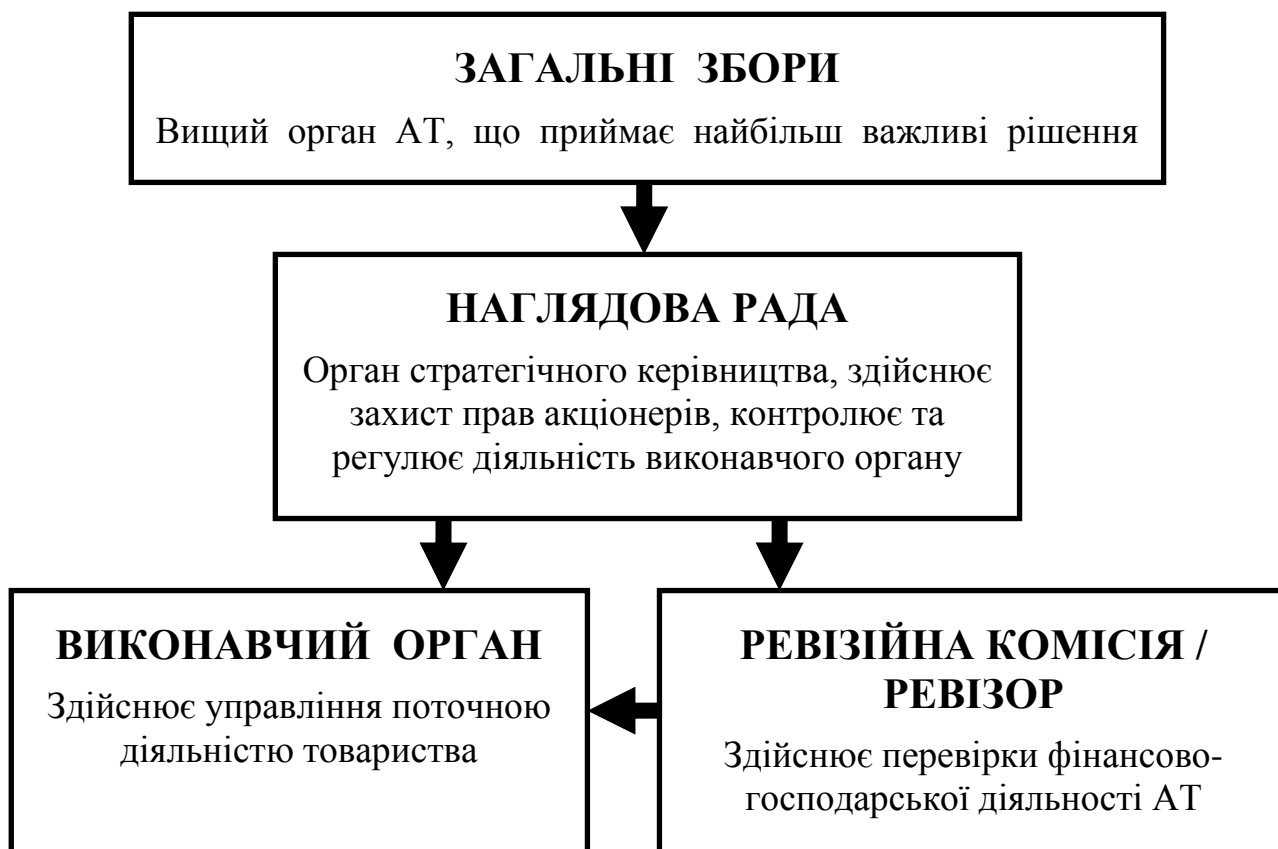 ЗАГАЛЬНІ ЗБОРИ
Вищий орган АТ, що приймає найбільш важливі рішення
НАГЛЯДОВА РАДА
Орган стратегічного керівництва, здійснює
захист прав акціонерів, контролює та
регулює діяльність виконавчого органу
ВИКОНАВЧИЙ ОРГАН
Здійснює управління поточною
діяльністю товариства
РЕВІЗІЙНА КОМІСІЯ /
РЕВІЗОР
Здійснює перевірки фінансово-
господарської діяльності АТ